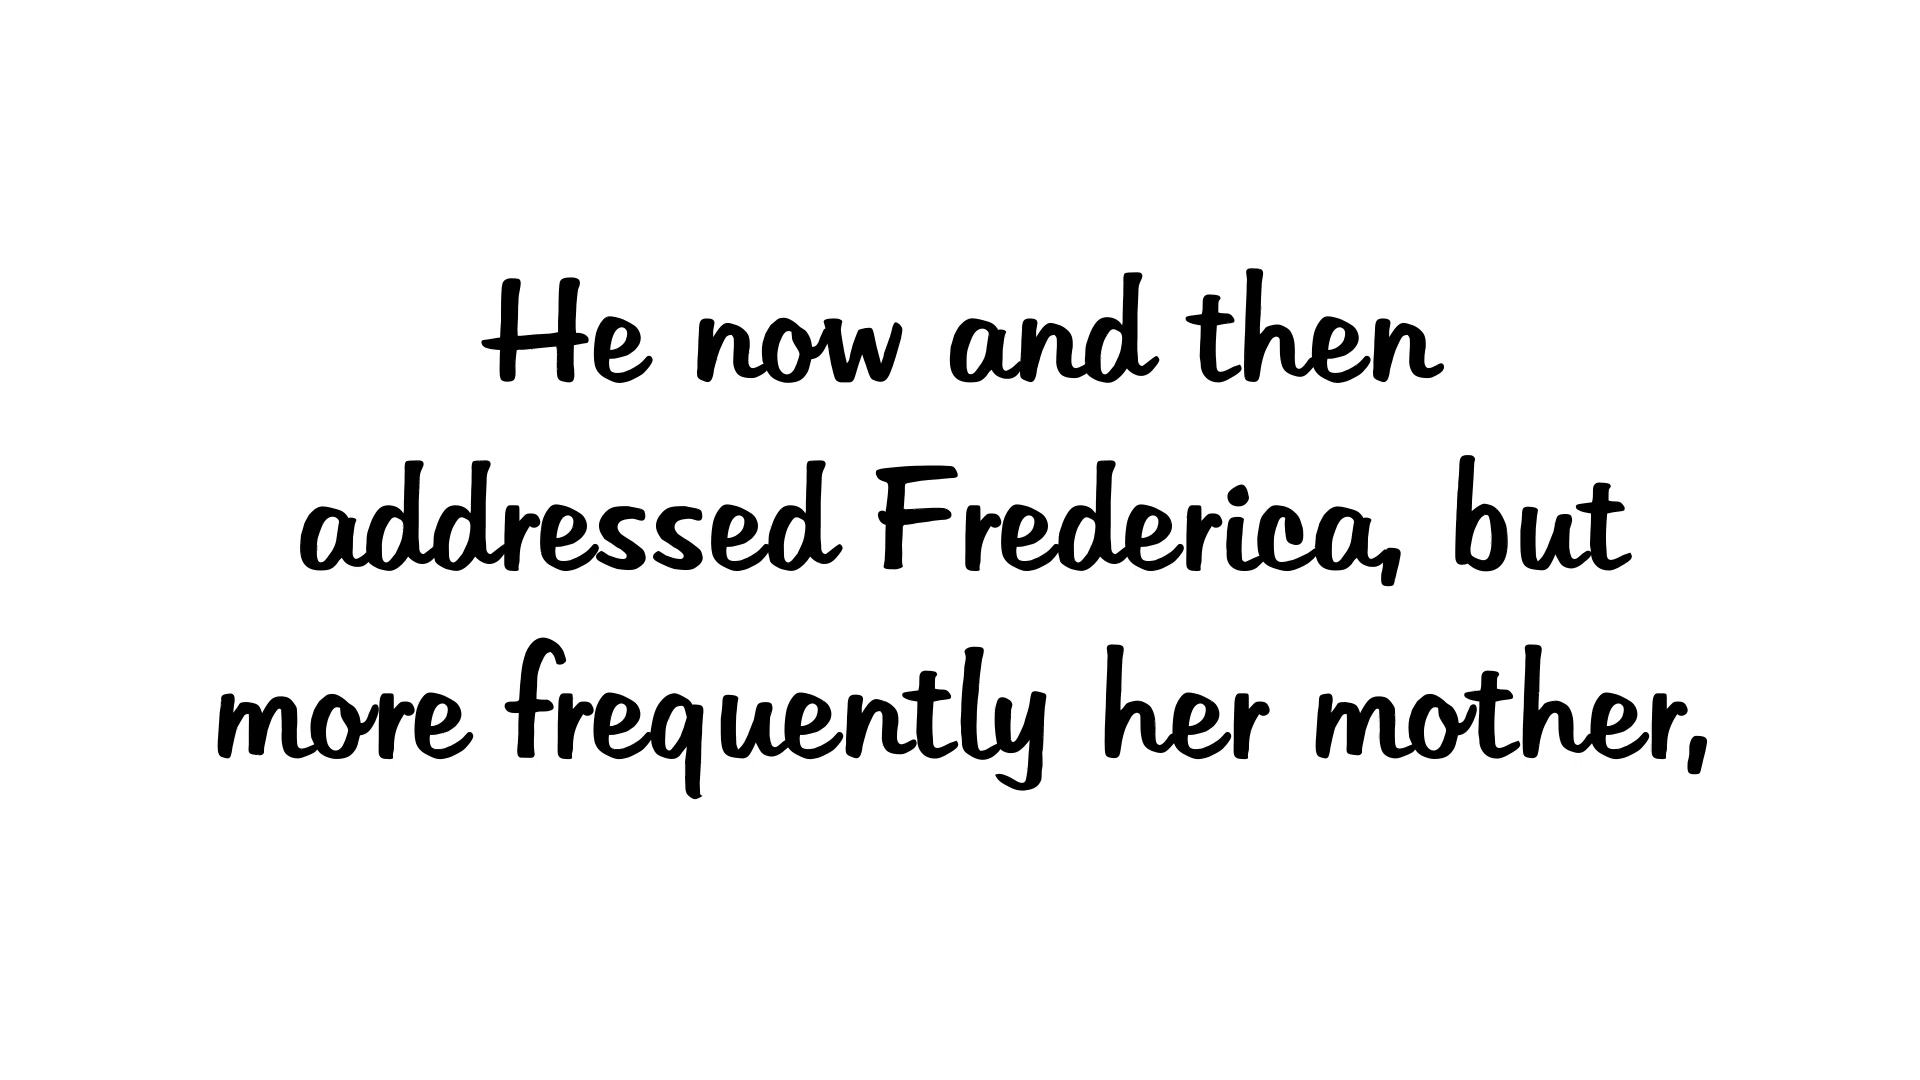 He now and then
addressed Frederica, but
more frequently her mother,